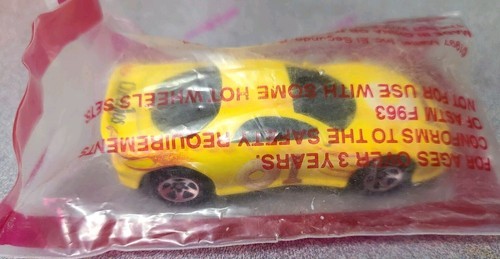 FOR AGES OVER 3 YEARS.
CONFORMS TO THE SAFETY REQUIREMENTS
OF ASTM F963
NOT FOR USE WITH SOME HOT WHEELS SETS